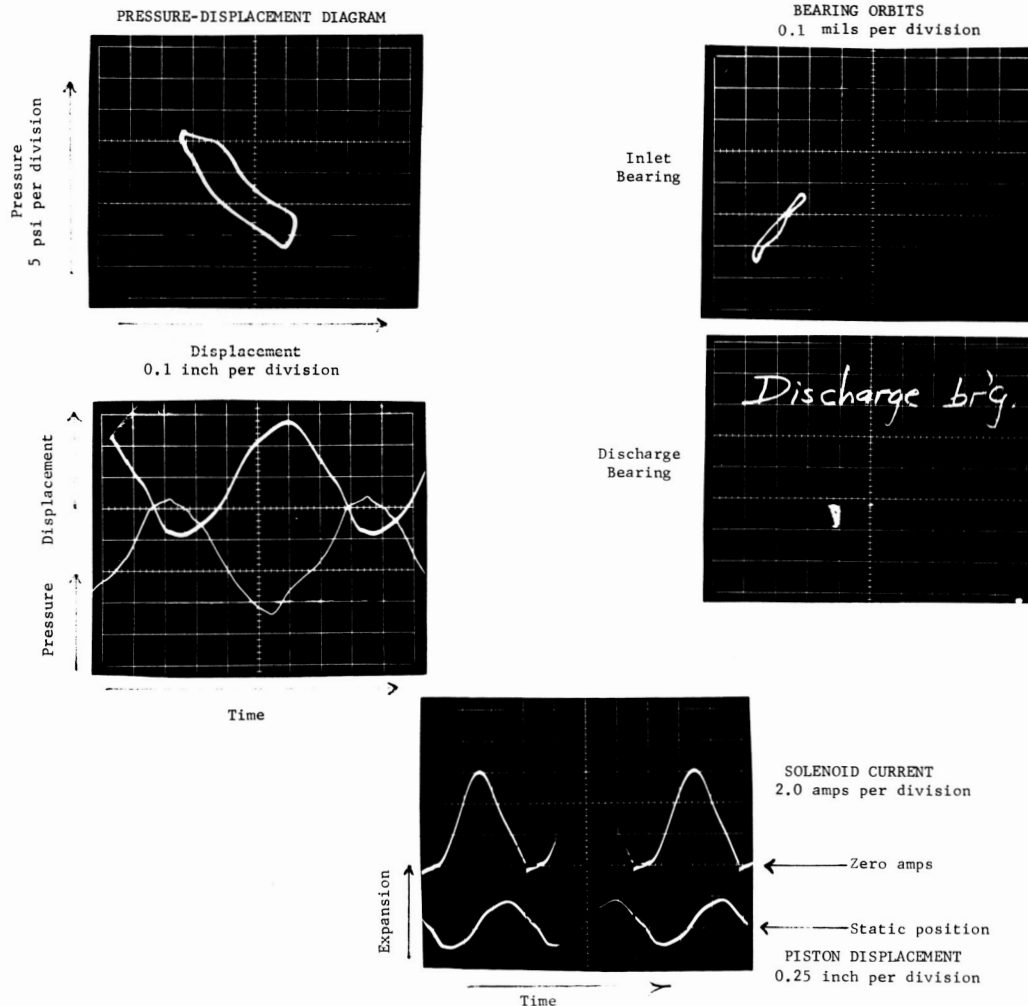 PRESSURE-DISPLACEMENT DIAGRAM
Pressure
5 psi per division
Displacement
0.1 inch per division
BEARING ORBITS
0.1 mils per division
Inlet
Bearing
Discharge br'g.
Discharge
Bearing
Displacement
Pressure
Time
SOLENOID CURRENT
2.0 amps per division
Zero amps
Expansion
Static position
PISTON DISPLACEMENT
0.25 inch per division
Time